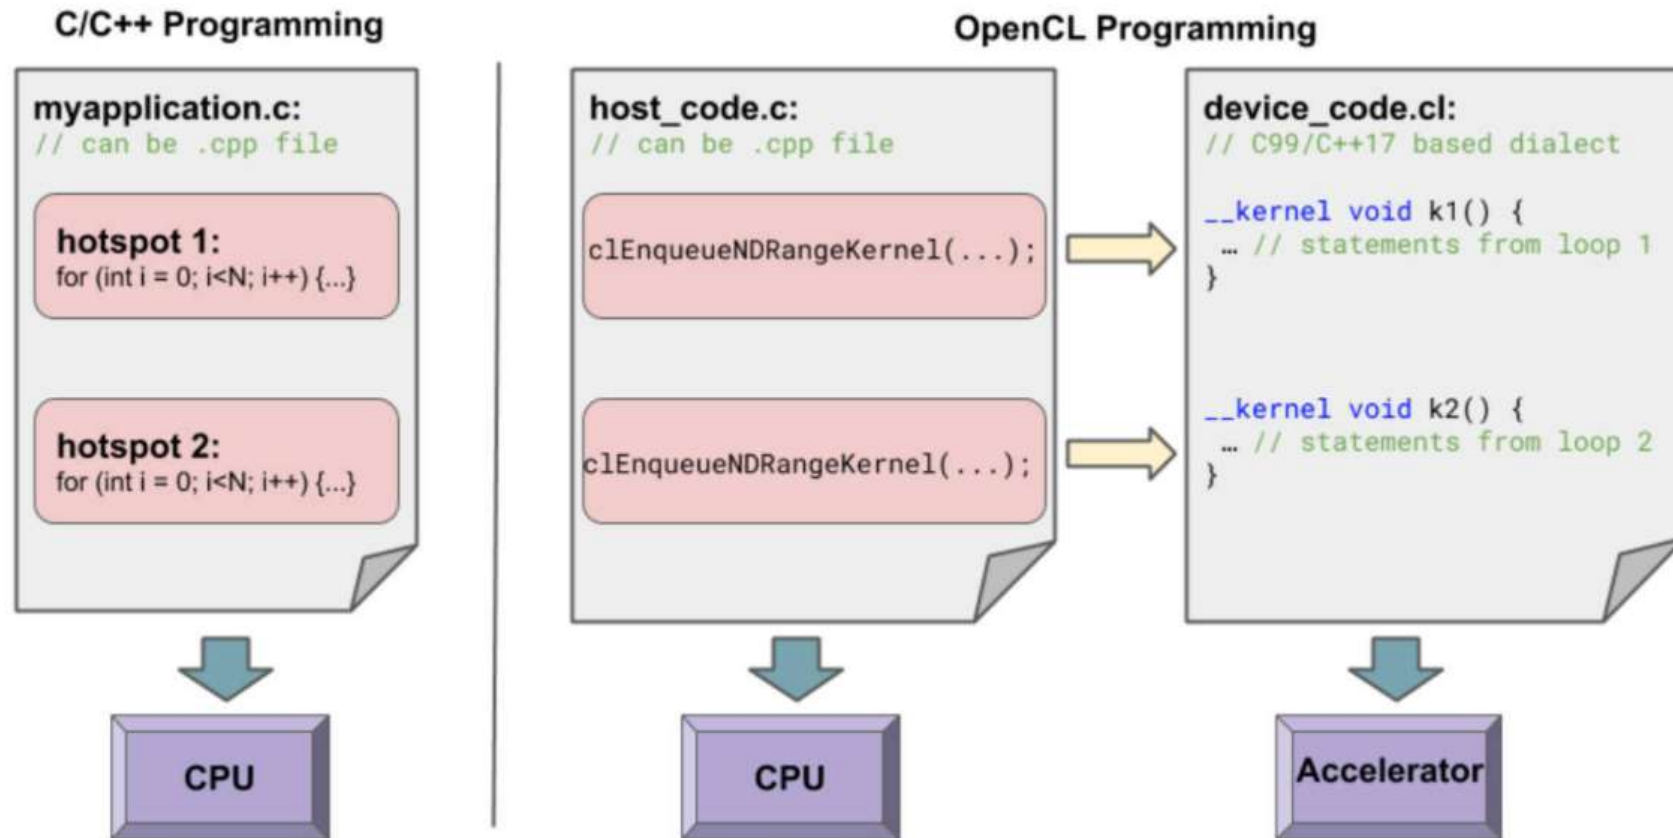 C/C++ Programming
myapplication.c:
// can be .cpp file
hotspot 1:
for (int i = 0; i<N; i++) {...}
hotspot 2:
for (int i = 0; i<N; i++) {...}
CPU
OpenCL Programming
host_code.c:
// can be .cpp file
clEnqueueNDRangeKernel(...);
clEnqueueNDRangeKernel(...);
CPU
device_code.cl:
// C99/C++17 based dialect
__kernel void k1() {
… // statements from loop 1
}
__kernel void k2() {
… // statements from loop 2
}
Accelerator